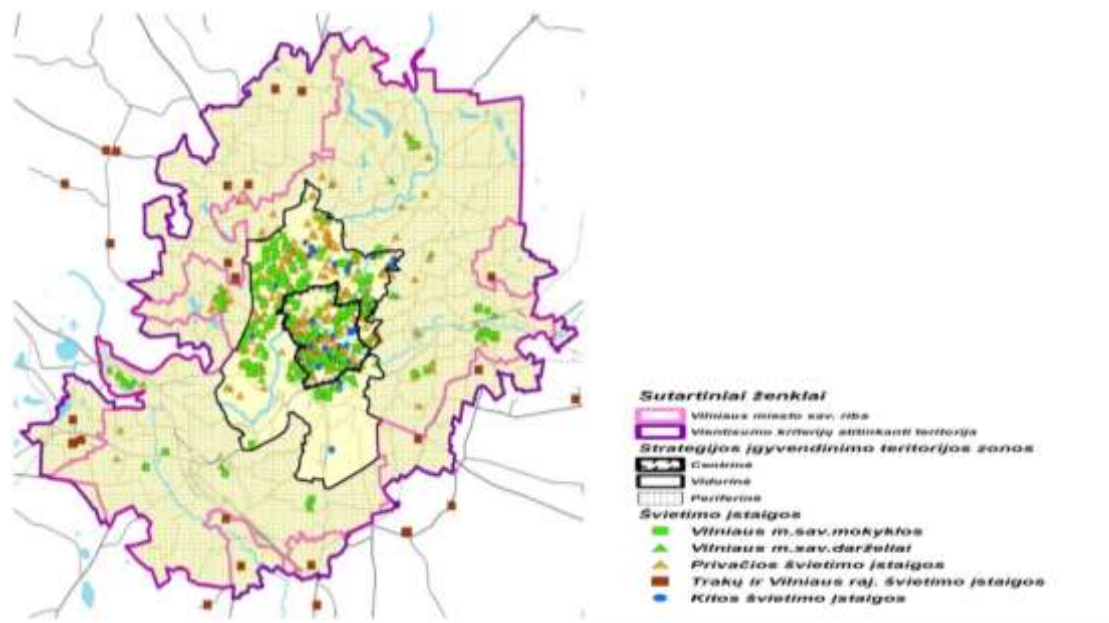 Sutartiniai ženklai
Vilniaus miesto sav. riba
Vientisumo kriterijų atitinkanti teritorija
Strategijos įgyvendinimo teritorijos zonos
Centrinė
Vidurinė
Periferinė
Švietimo įstaigos
Vilniaus m.sav.mokyklos
Vilniaus m.sav.darželiai
Privačios švietimo įstaigos
Trakų ir Vilniaus raj. švietimo įstaigos
Kitos švietimo įstaigos